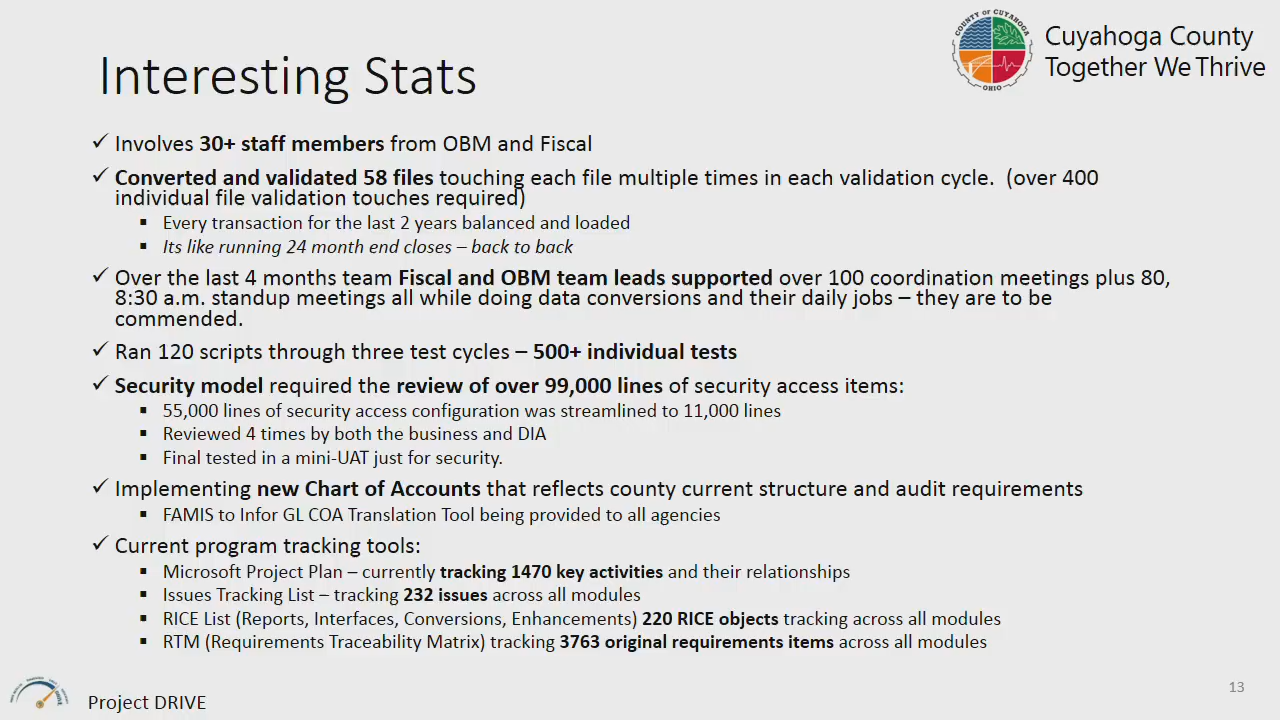 COUNTY OF CUYAHOGA
OHIO
Cuyahoga County
Together We Thrive
Interesting Stats
✓ Involves 30+ staff members from OBM and Fiscal
✓ Converted and validated 58 files touching each file multiple times in each validation cycle.  (over 400
individual file validation touches required)
▪ Every transaction for the last 2 years balanced and loaded
▪ Its like running 24 month end closes – back to back
✓ Over the last 4 months team Fiscal and OBM team leads supported over 100 coordination meetings plus 80,
8:30 a.m. standup meetings all while doing data conversions and their daily jobs – they are to be
commended.
✓ Ran 120 scripts through three test cycles – 500+ individual tests
✓ Security model required the review of over 99,000 lines of security access items:
▪ 55,000 lines of security access configuration was streamlined to 11,000 lines
▪ Reviewed 4 times by both the business and DIA
▪ Final tested in a mini-UAT just for security.
✓ Implementing new Chart of Accounts that reflects county current structure and audit requirements
▪ FAMIS to Infor GL COA Translation Tool being provided to all agencies
✓ Current program tracking tools:
▪ Microsoft Project Plan – currently tracking 1470 key activities and their relationships
▪ Issues Tracking List – tracking 232 issues across all modules
▪ RICE List (Reports, Interfaces, Conversions, Enhancements) 220 RICE objects tracking across all modules
▪ RTM (Requirements Traceability Matrix) tracking 3763 original requirements items across all modules
Project DRIVE
13